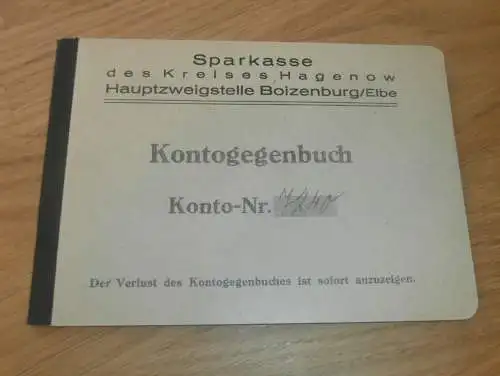 Sparkasse
des Kreises Hagenow
Hauptzweigstelle Boizenburg/Elbe
Kontogegenbuch
Konto-Nr.
Der Verlust des Kontogegenbuches ist sofort anzuzeigen.